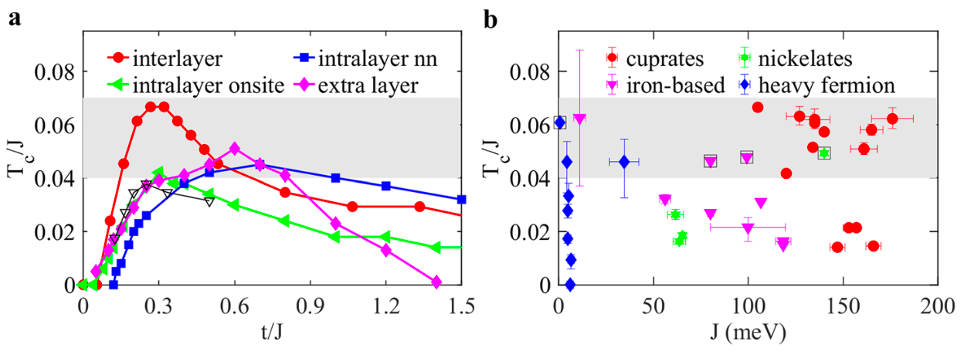 a
interlayer
intralayer nn
intralayer onsite
extra layer
0.08
0.06
0.04
0.02
0
T_c/J
0
0.3
0.6
0.9
1.2
1.5
t/J
b
cuprates
nickelates
iron-based
heavy fermion
0.08
0.06
0.04
0.02
0
T_c/J
0
50
100
150
200
J (meV)